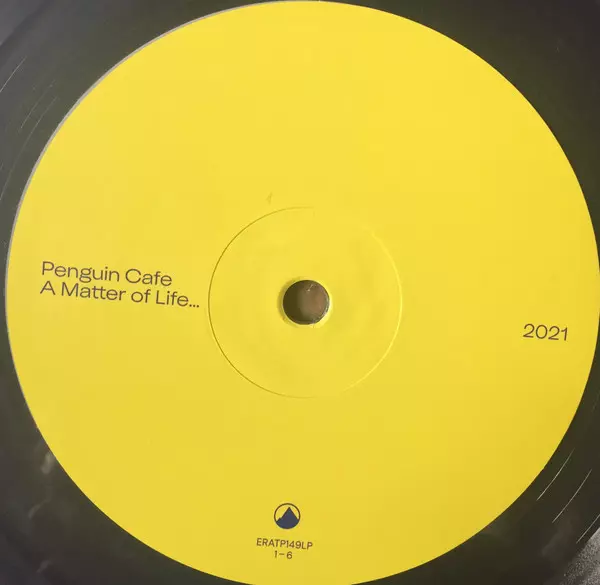 Penguin Cafe
A Matter of Life...
2021
ERATP149LP
1–6